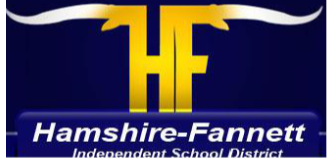 HF
Hamshire-Fannett
Independent School District